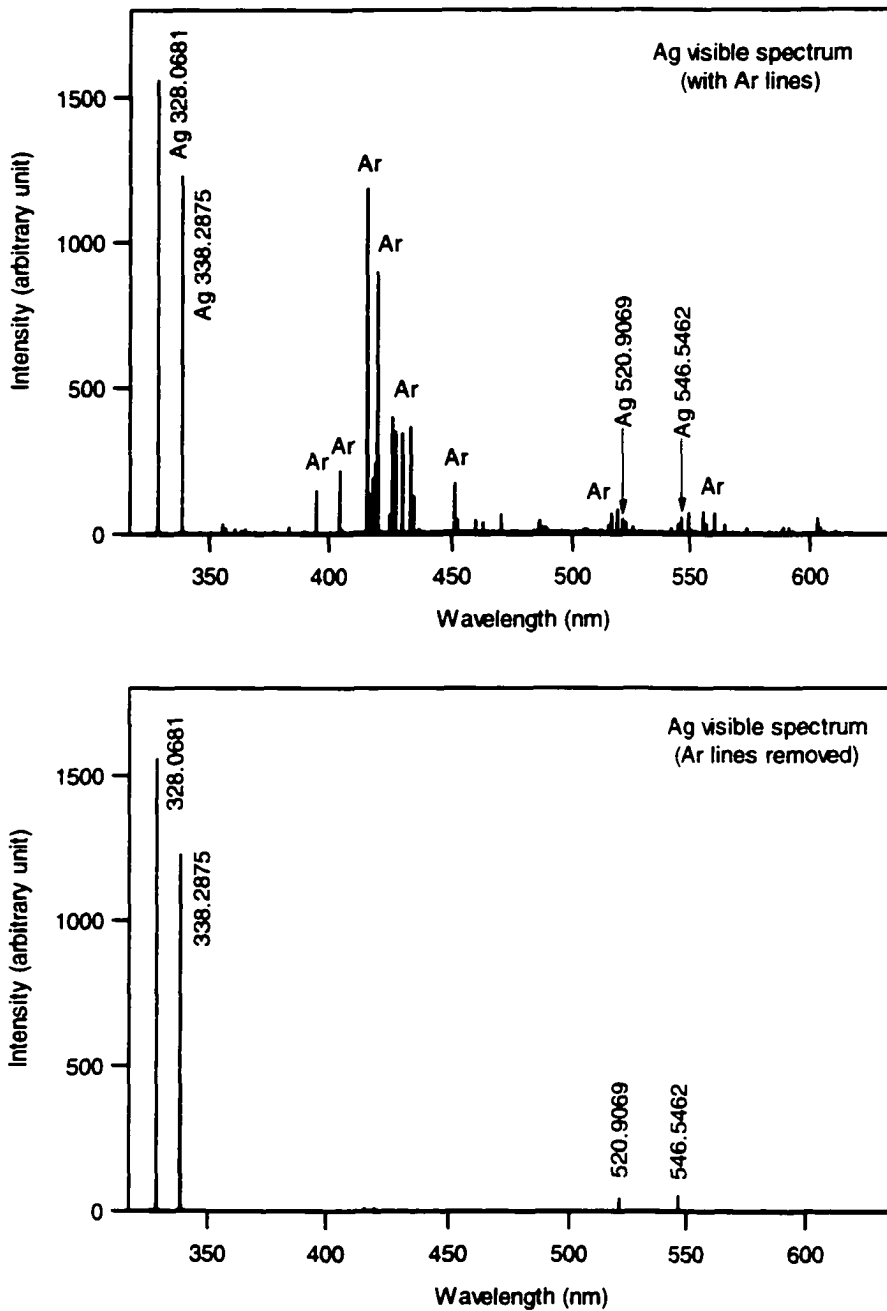 Ag visible spectrum
(with Ar lines)
Intensity (arbitrary unit)
1500
1000
500
0
Ag 328.0681
Ag 338.2875
Ar
Ar
Ar
Ar
Ar
Ar
Ar
Ag 520.9069
Ag 546.5462
Ar
350
400
450
500
550
600
Wavelength (nm)
Ag visible spectrum
(Ar lines removed)
Intensity (arbitrary unit)
1500
1000
500
0
328.0681
338.2875
520.9069
546.5462
350
400
450
500
550
600
Wavelength (nm)